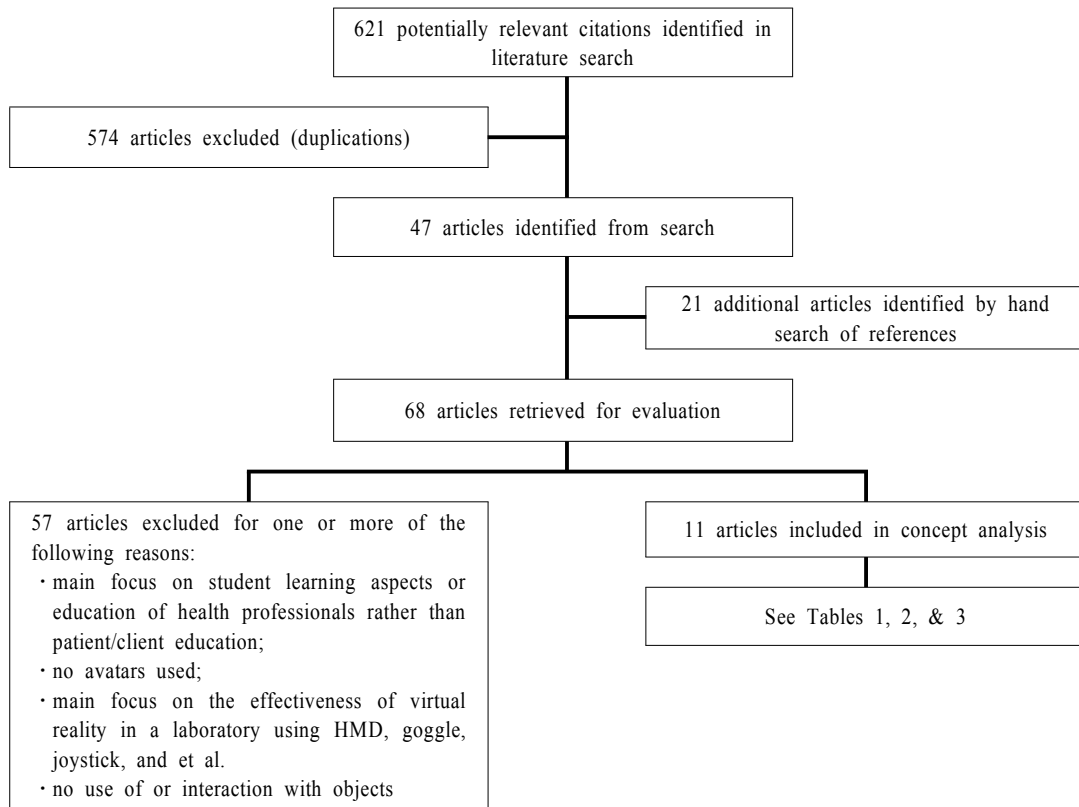 621 potentially relevant citations identified in
literature search
574 articles excluded (duplications)
47 articles identified from search
21 additional articles identified by hand
search of references
68 articles retrieved for evaluation
57 articles excluded for one or more of the
following reasons:
・main focus on student learning aspects or
education of health professionals rather than
patient/client education;
・no avatars used;
・main focus on the effectiveness of virtual
reality in a laboratory using HMD, goggle,
joystick, and et al.
・no use of or interaction with objects
11 articles included in concept analysis
See Tables 1, 2, & 3